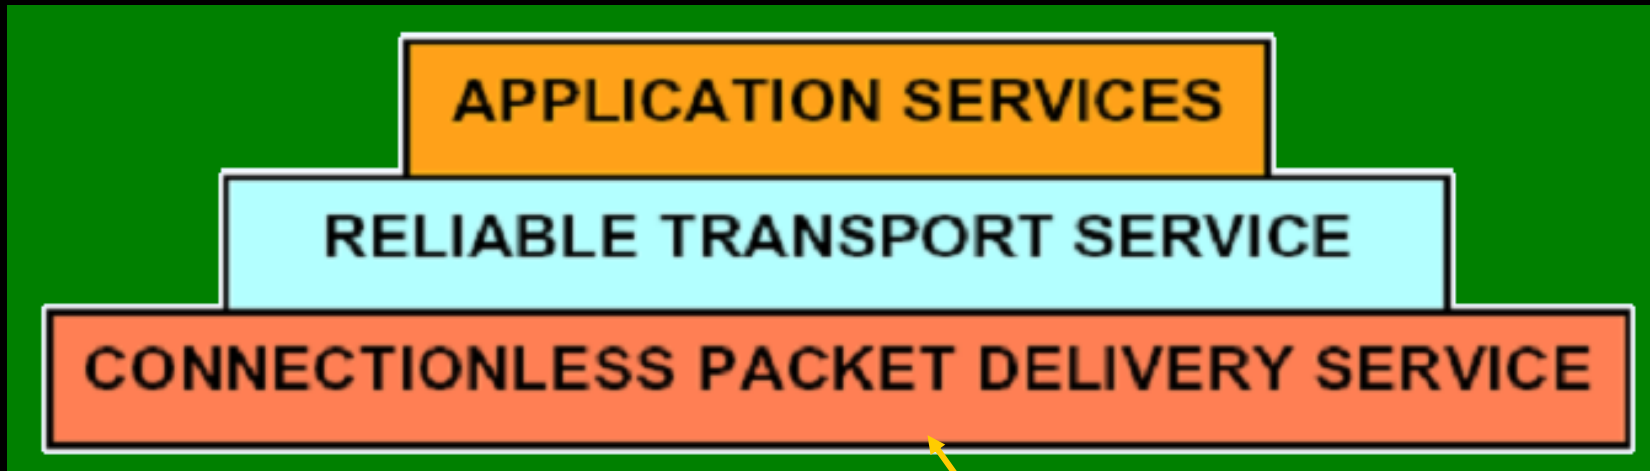 APPLICATION SERVICES
RELIABLE TRANSPORT SERVICE
CONNECTIONLESS PACKET DELIVERY SERVICE